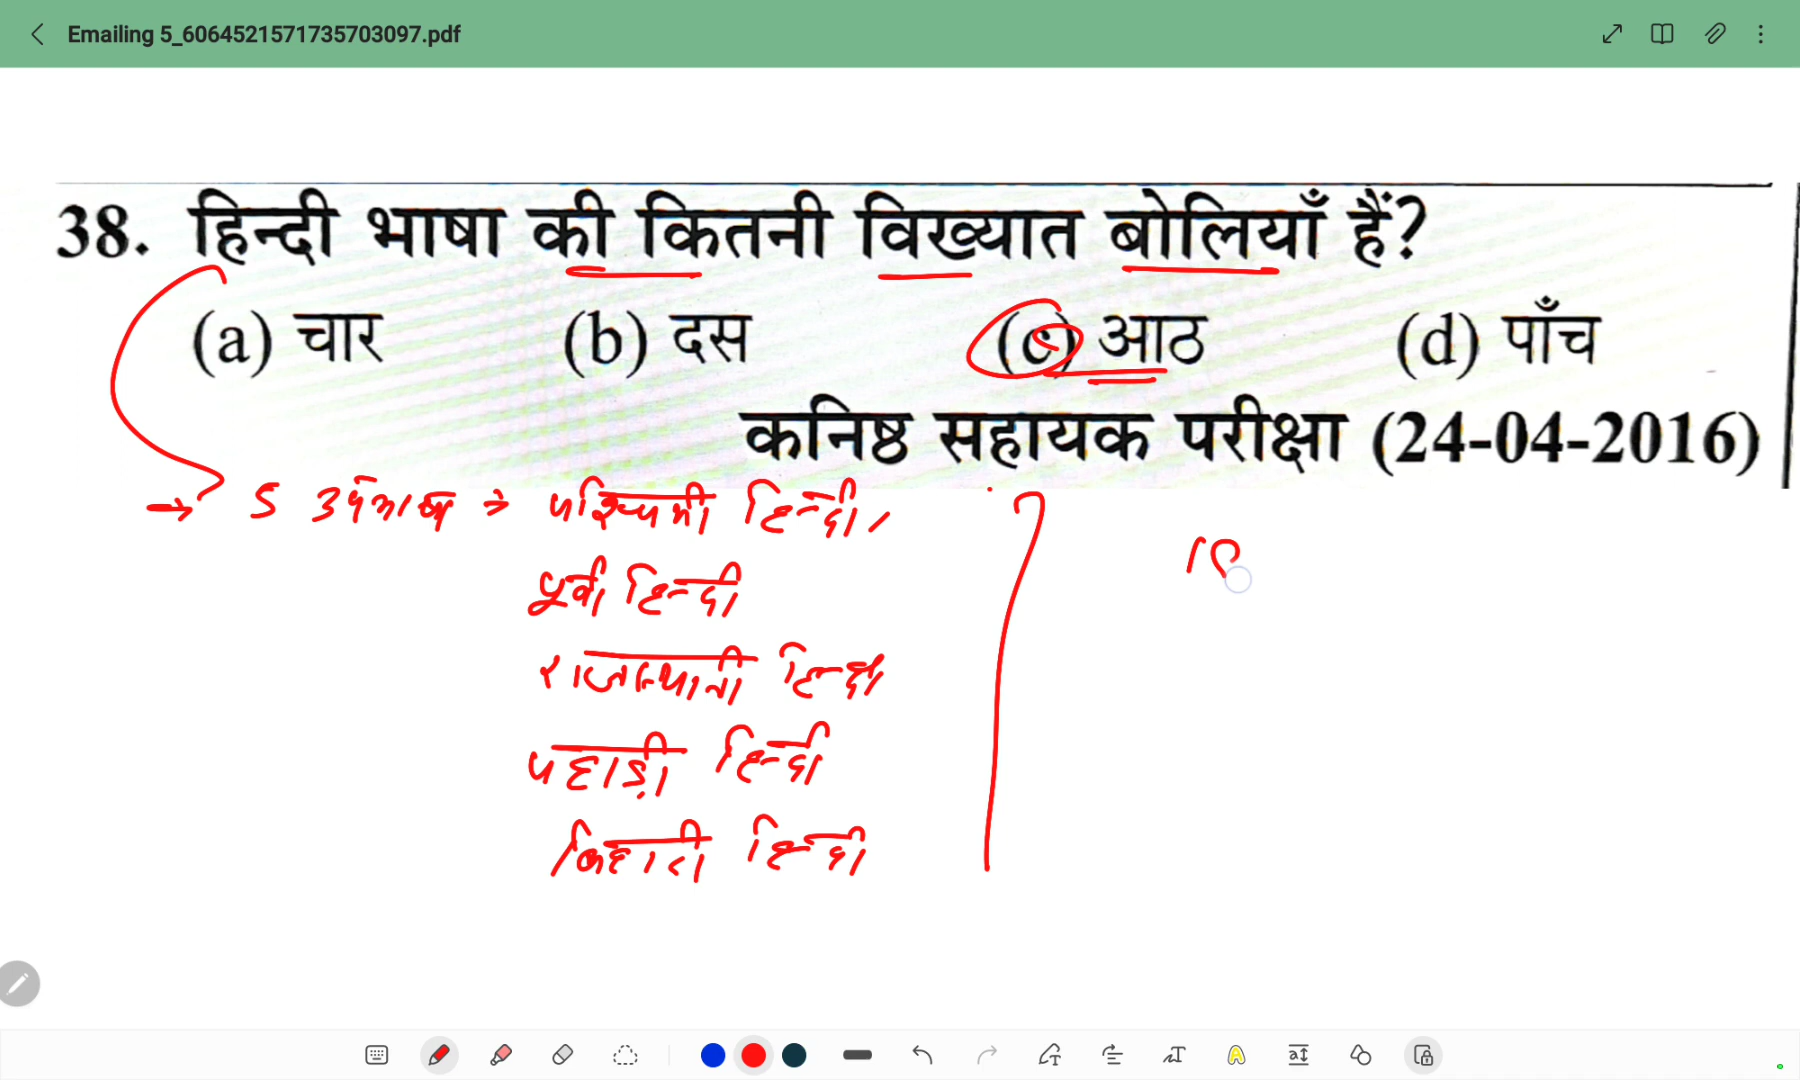 Emailing 5_6064521571735703097.pdf
38. हिन्दी भाषा की कितनी विख्यात बोलियाँ हैं?
(a) चार (b) दस (c) आठ (d) पाँच
कनिष्ठ सहायक परीक्षा (24-04-2016)
→ 5 उपभाषा → पश्चिमी हिन्दी
पूर्वी हिन्दी
राजस्थानी हिन्दी
पहाड़ी हिन्दी
बिहारी हिन्दी